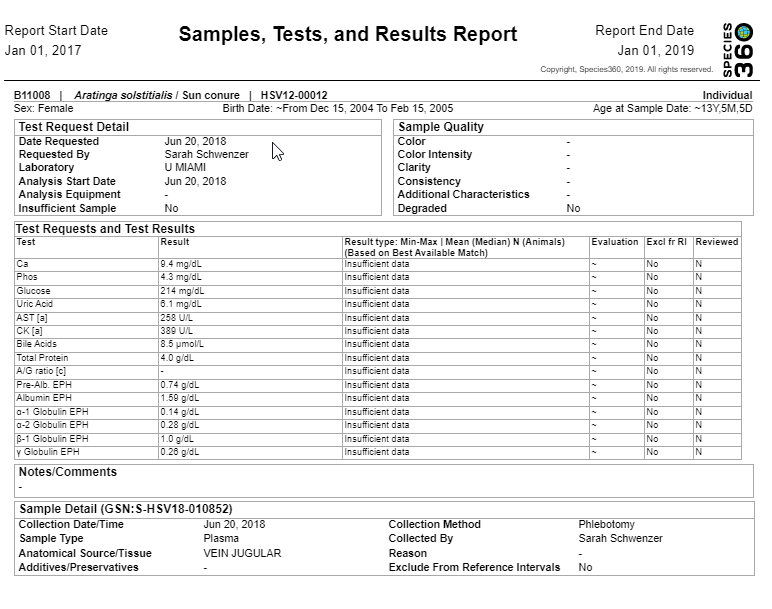 Report Start Date
Jan 01, 2017
Samples, Tests, and Results Report
Report End Date
Jan 01, 2019
SPECIES 360
Copyright, Species360, 2019. All rights reserved.
B11008 | Aratinga solstitialis / Sun conure | HSV12-00012 Individual
Sex: Female Birth Date: ~From Dec 15, 2004 To Feb 15, 2005 Age at Sample Date: ~13Y,5M,5D
Test Request Detail
Date Requested Jun 20, 2018
Requested By Sarah Schwenzer
Laboratory U MIAMI
Analysis Start Date Jun 20, 2018
Analysis Equipment -
Insufficient Sample No
Sample Quality
Color -
Color Intensity -
Clarity -
Consistency -
Additional Characteristics -
Degraded No
Test Requests and Test Results
Test Result Result type: Min-Max | Mean (Median) N (Animals) Evaluation Excl fr RI Reviewed
(Based on Best Available Match)
Ca 9.4 mg/dL Insufficient data ~ No N
Phos 4.3 mg/dL Insufficient data ~ No N
Glucose 214 mg/dL Insufficient data ~ No N
Uric Acid 6.1 mg/dL Insufficient data ~ No N
AST [a] 258 U/L Insufficient data ~ No N
CK [a] 389 U/L Insufficient data ~ No N
Bile Acids 8.5 µmol/L Insufficient data ~ No N
Total Protein 4.0 g/dL Insufficient data ~ No N
A/G ratio [c] - Insufficient data ~ No N
Pre-Alb. EPH 0.74 g/dL Insufficient data ~ No N
Albumin EPH 1.59 g/dL Insufficient data ~ No N
α-1 Globulin EPH 0.14 g/dL Insufficient data ~ No N
α-2 Globulin EPH 0.28 g/dL Insufficient data ~ No N
β-1 Globulin EPH 1.0 g/dL Insufficient data ~ No N
γ Globulin EPH 0.26 g/dL Insufficient data ~ No N
Notes/Comments
-
Sample Detail (GSN:S-HSV18-010852)
Collection Date/Time Jun 20, 2018 Collection Method Phlebotomy
Sample Type Plasma Collected By Sarah Schwenzer
Anatomical Source/Tissue VEIN JUGULAR Reason -
Additives/Preservatives - Exclude From Reference Intervals No